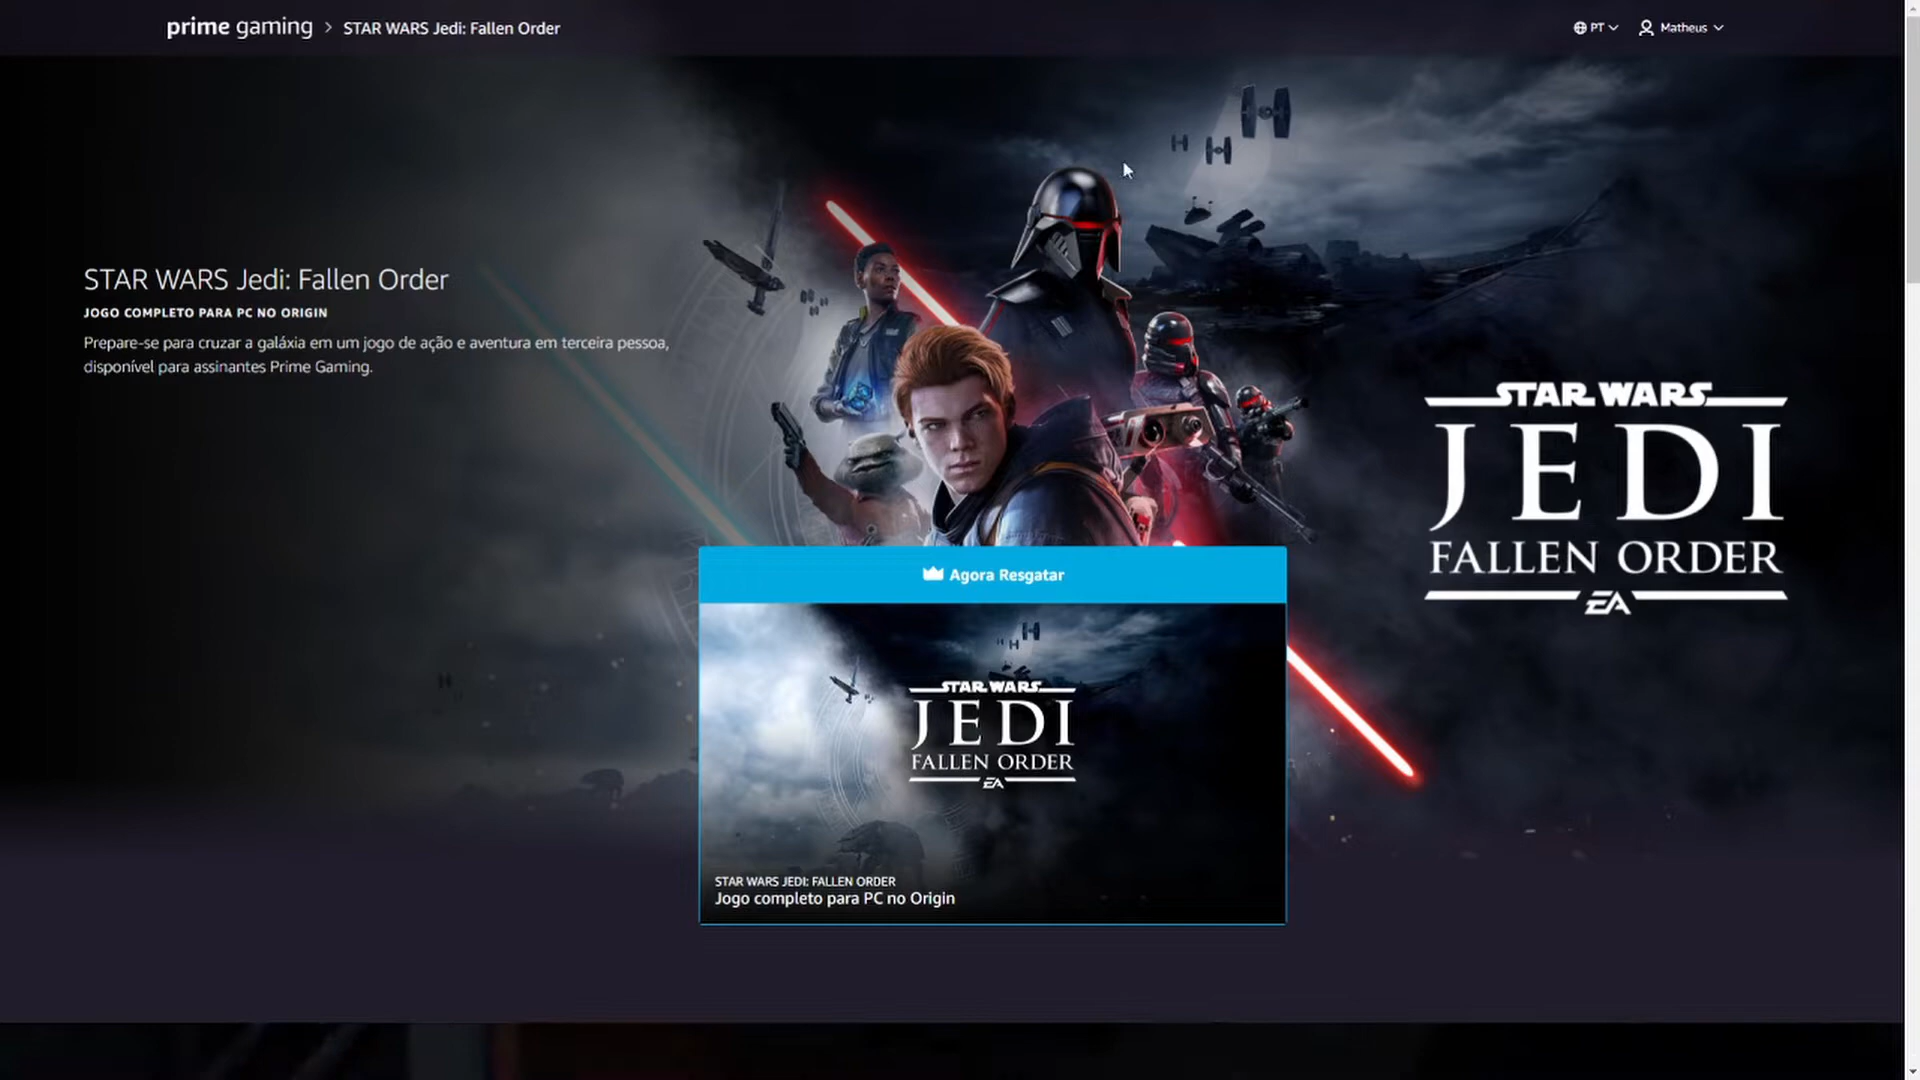 prime gaming > STAR WARS Jedi: Fallen Order
PT
Matheus
STAR WARS Jedi: Fallen Order
JOGO COMPLETO PARA PC NO ORIGIN
Prepare-se para cruzar a galáxia em um jogo de ação e aventura em terceira pessoa,
disponível para assinantes Prime Gaming.
STAR WARS
JEDI
FALLEN ORDER
EA
Agora Resgatar
STAR WARS
JEDI
FALLEN ORDER
EA
STAR WARS JEDI: FALLEN ORDER
Jogo completo para PC no Origin